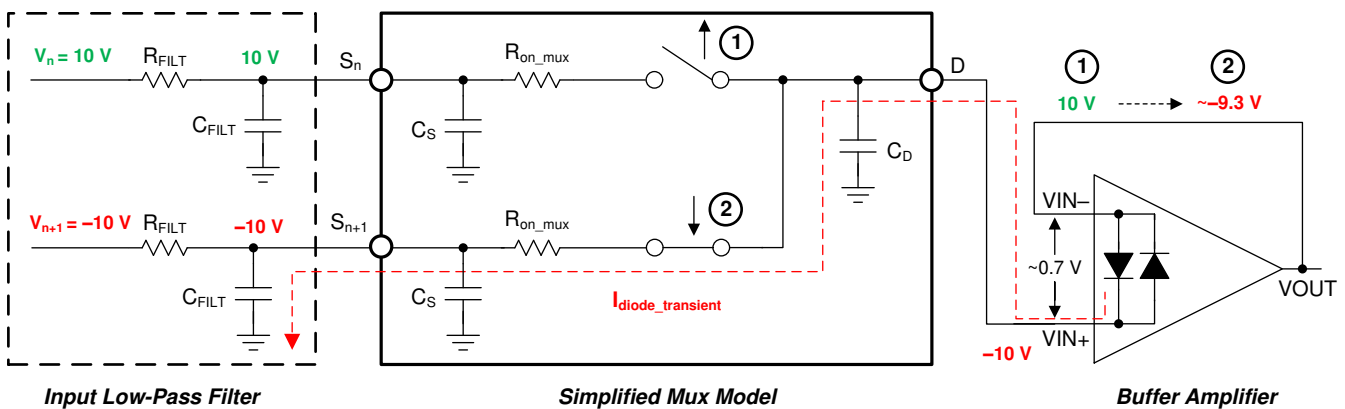 Vn = 10 V
RFILT
10 V
Sn
Ron_mux
1
D
1
2
10 V
~–9.3 V
CFILT
CS
CD
Vn+1 = –10 V
RFILT
–10 V
Sn+1
Ron_mux
2
VIN–
~0.7 V
VOUT
CFILT
CS
Idiode_transient
VIN+
–10 V
Input Low-Pass Filter
Simplified Mux Model
Buffer Amplifier